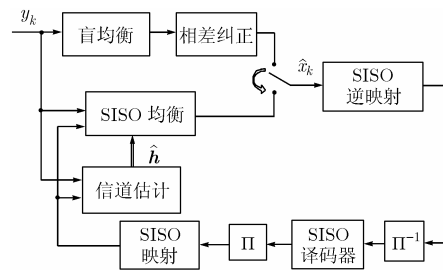 y_k
盲均衡
相差纠正
x̂_k
SISO
逆映射
SISO 均衡
ĥ
信道估计
SISO
映射
Π
SISO
译码器
Π⁻¹